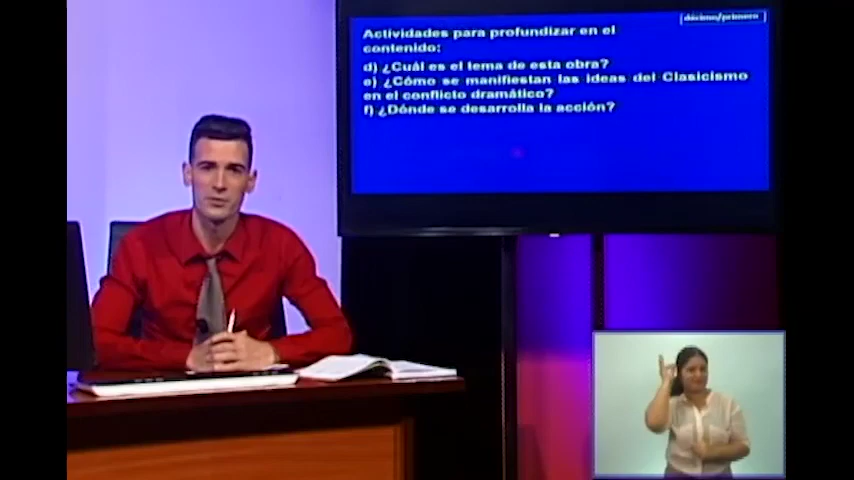 [décimo/primero]
Actividades para profundizar en el
contenido:
d) ¿Cuál es el tema de esta obra?
e) ¿Cómo se manifiestan las ideas del Clasicismo
en el conflicto dramático?
f) ¿Dónde se desarrolla la acción?